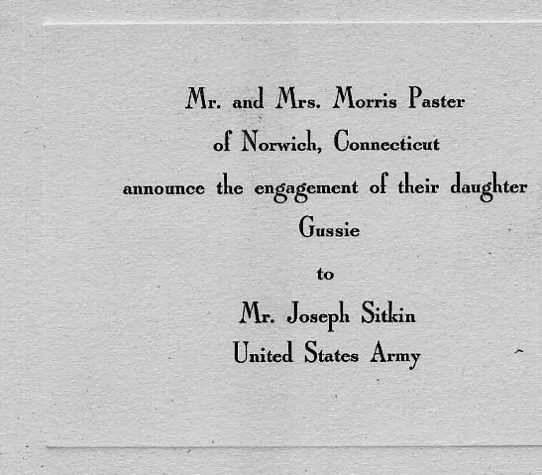 Mr. and Mrs. Morris Paster
of Norwich, Connecticut
announce the engagement of their daughter
Gussie
to
Mr. Joseph Sitkin
United States Army